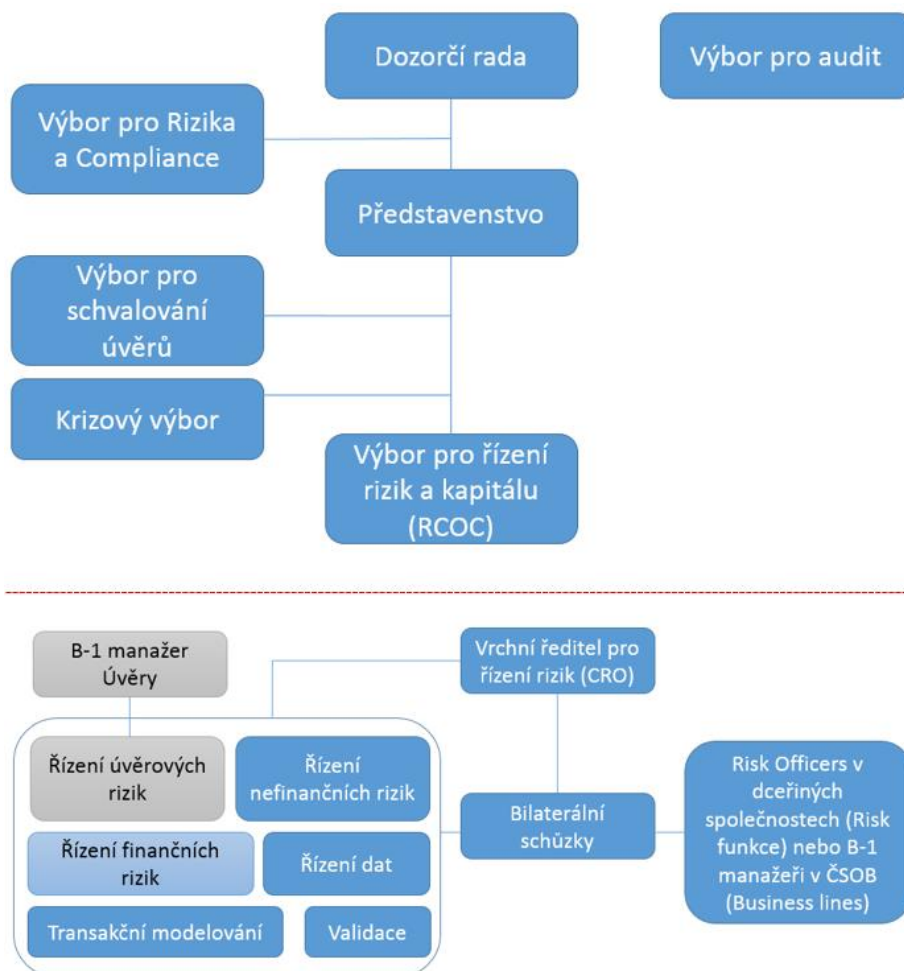 Dozorčí rada
Výbor pro audit
Výbor pro Rizika
a Compliance
Představenstvo
Výbor pro
schvalování
úvěrů
Krizový výbor
Výbor pro řízení
rizik a kapitálu
(RCOC)
B-1 manažer
Úvěry
Vrchní ředitel pro
řízení rizik (CRO)
Řízení úvěrových
rizik
Řízení
nefinančních rizik
Řízení finančních
rizik
Řízení dat
Transakční modelování
Validace
Bilaterální
schůzky
Risk Officers v
dceřiných
společnostech (Risk
funkce) nebo B-1
manažeři v ČSOB
(Business lines)